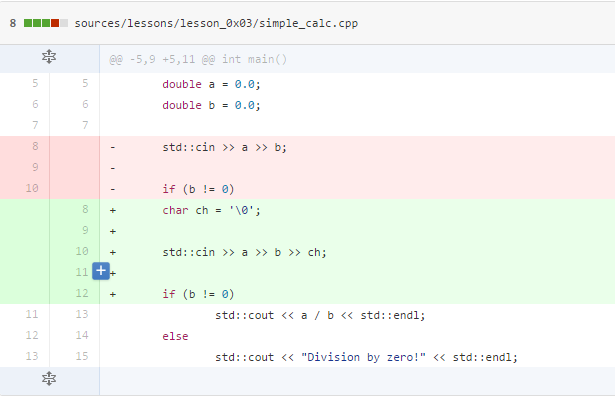 8 sources/lessons/lesson_0x03/simple_calc.cpp
@@ -5,9 +5,11 @@ int main()
5 5 double a = 0.0;
6 6 double b = 0.0;
7 7
8 - std::cin >> a >> b;
9 -
10 - if (b != 0)
8 + char ch = '\0';
9 +
10 + std::cin >> a >> b >> ch;
11 + +
12 + if (b != 0)
11 13 std::cout << a / b << std::endl;
12 14 else
13 15 std::cout << "Division by zero!" << std::endl;